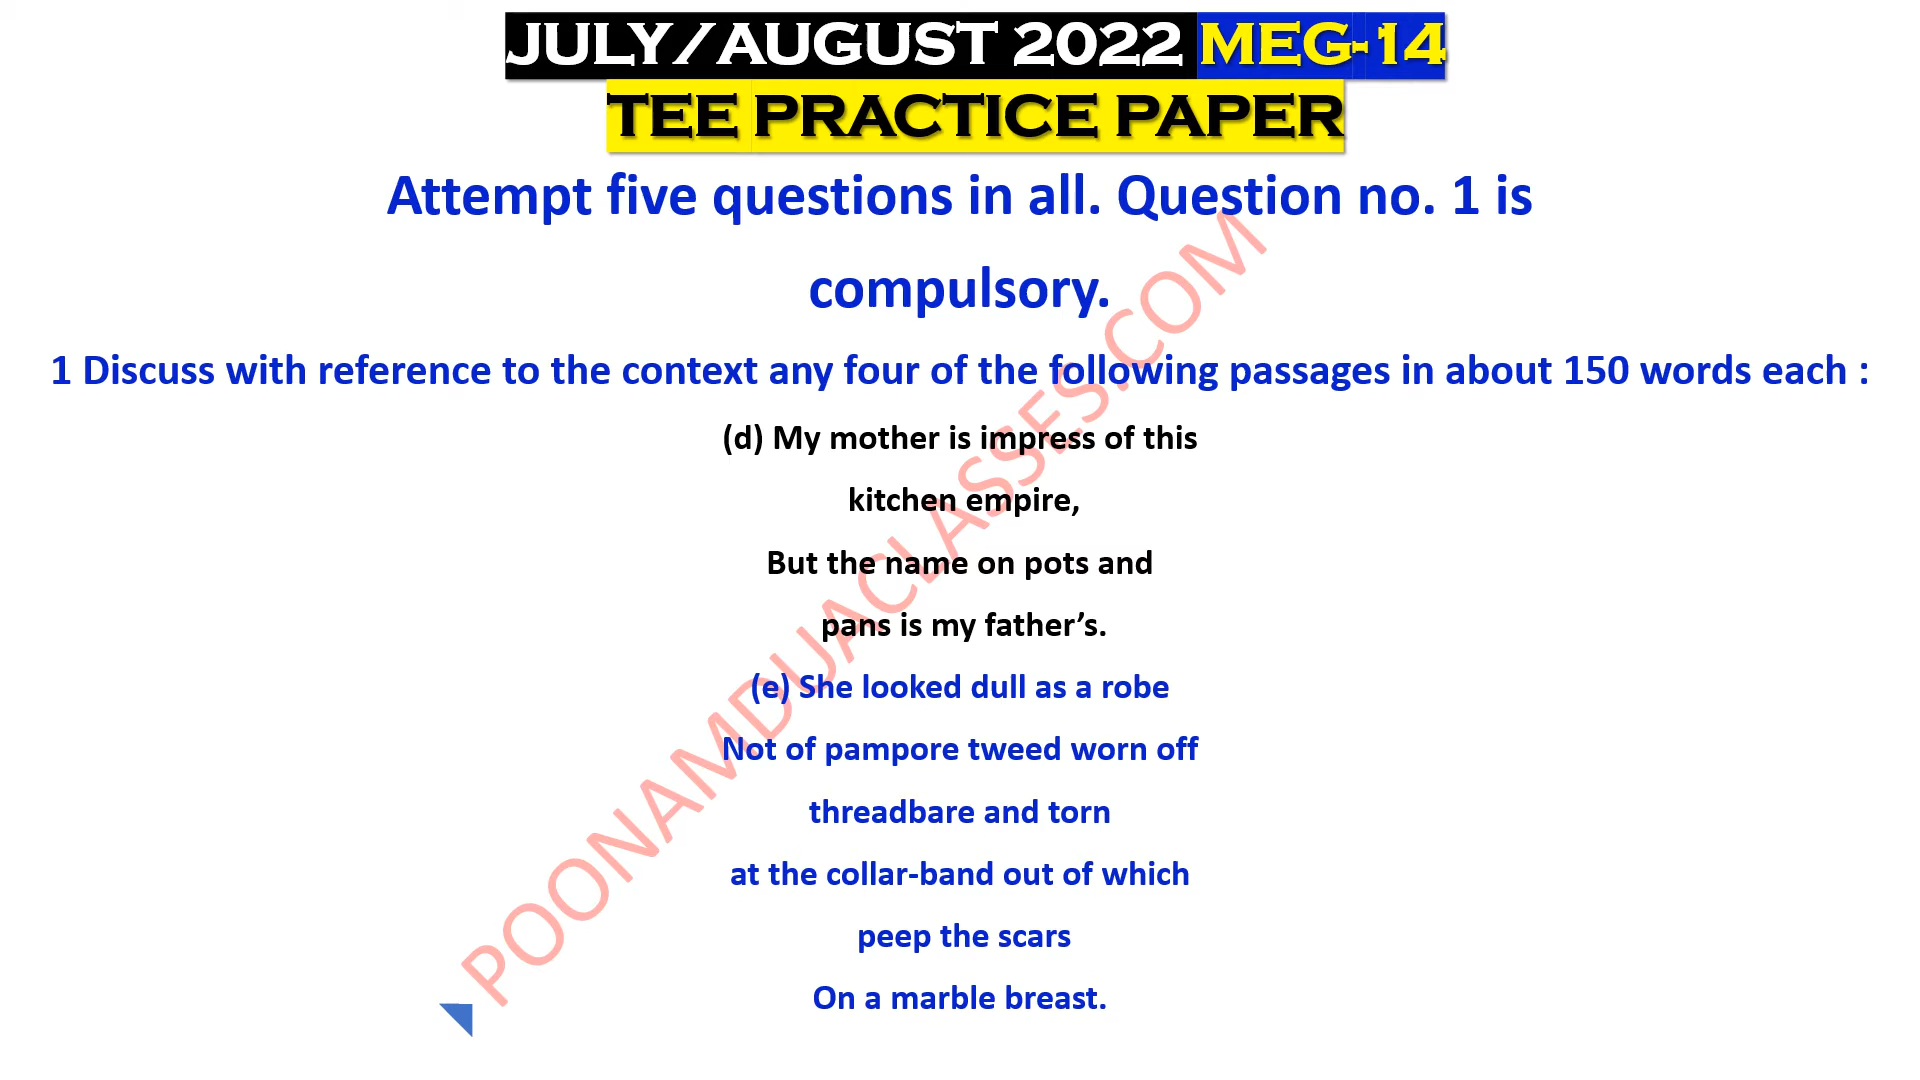 JULY/AUGUST 2022 MEG-14
TEE PRACTICE PAPER
Attempt five questions in all. Question no. 1 is
compulsory.
1 Discuss with reference to the context any four of the following passages in about 150 words each :
(d) My mother is impress of this
kitchen empire,
But the name on pots and
pans is my father’s.
(e) She looked dull as a robe
Not of pampore tweed worn off
threadbare and torn
at the collar-band out of which
peep the scars
On a marble breast.
POONAMDUACLASSES.COM